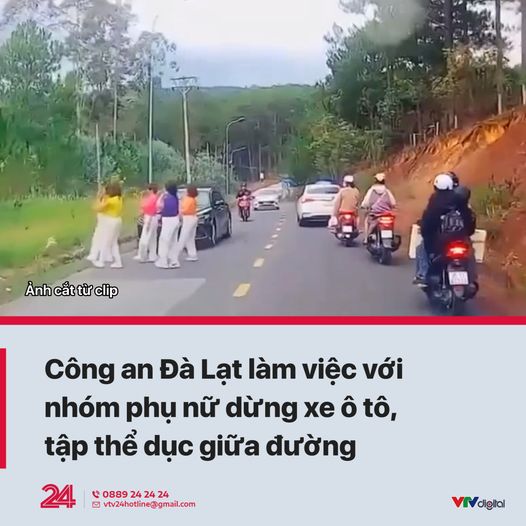 Ảnh cắt từ clip
Công an Đà Lạt làm việc với
nhóm phụ nữ dừng xe ô tô,
tập thể dục giữa đường
24
0889 24 24 24
vtv24hotline@gmail.com
VTVdigital